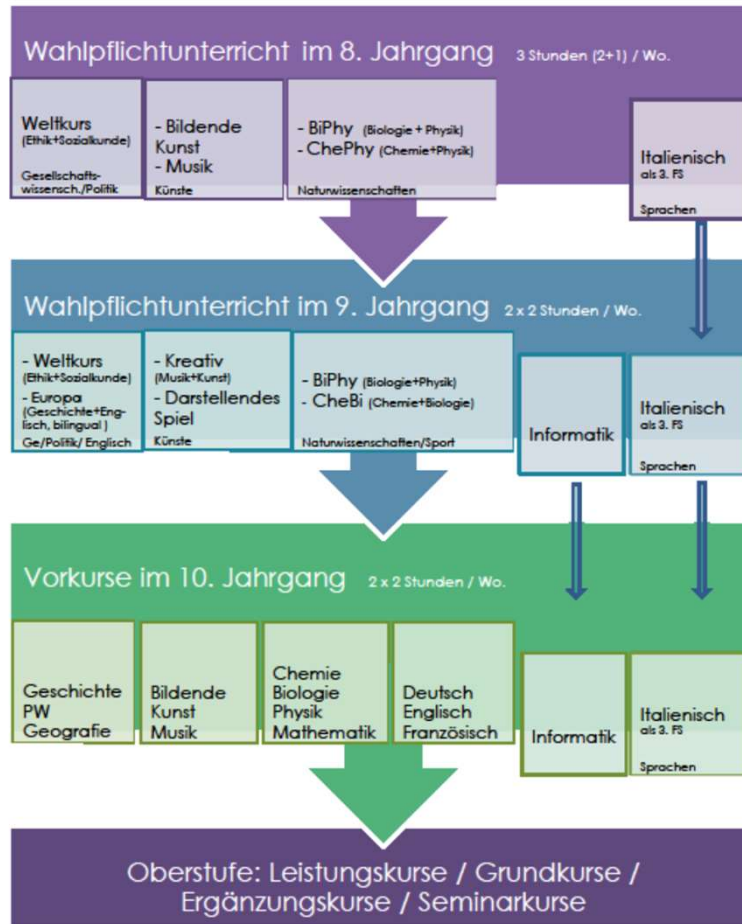 Wahlpflichtunterricht im 8. Jahrgang 3 Stunden (2+1) / Wo.
Weltkurs
(Ethik+Sozialkunde)
Gesellschafts-
wissensch./Politik
- Bildende
Kunst
- Musik
Künste
- BiPhy (Biologie + Physik)
- ChePhy (Chemie+Physik)
Naturwissenschaften
Italienisch
als 3. FS
Sprachen
Wahlpflichtunterricht im 9. Jahrgang 2 x 2 Stunden / Wo.
- Weltkurs
(Ethik+Sozialkunde)
- Europa
(Geschichte+Eng-
lisch, bilingual )
Ge/Politik/ Englisch
- Kreativ
(Musik+Kunst)
- Darstellendes
Spiel
Künste
- BiPhy (Biologie+Physik)
- CheBi (Chemie+Biologie)
Naturwissenschaften/Sport
Informatik
Italienisch
als 3. FS
Sprachen
Vorkurse im 10. Jahrgang 2 x 2 Stunden / Wo.
Geschichte
PW
Geografie
Bildende
Kunst
Musik
Chemie
Biologie
Physik
Mathematik
Deutsch
Englisch
Französisch
Informatik
Italienisch
als 3. FS
Sprachen
Oberstufe: Leistungskurse / Grundkurse /
Ergänzungskurse / Seminarkurse